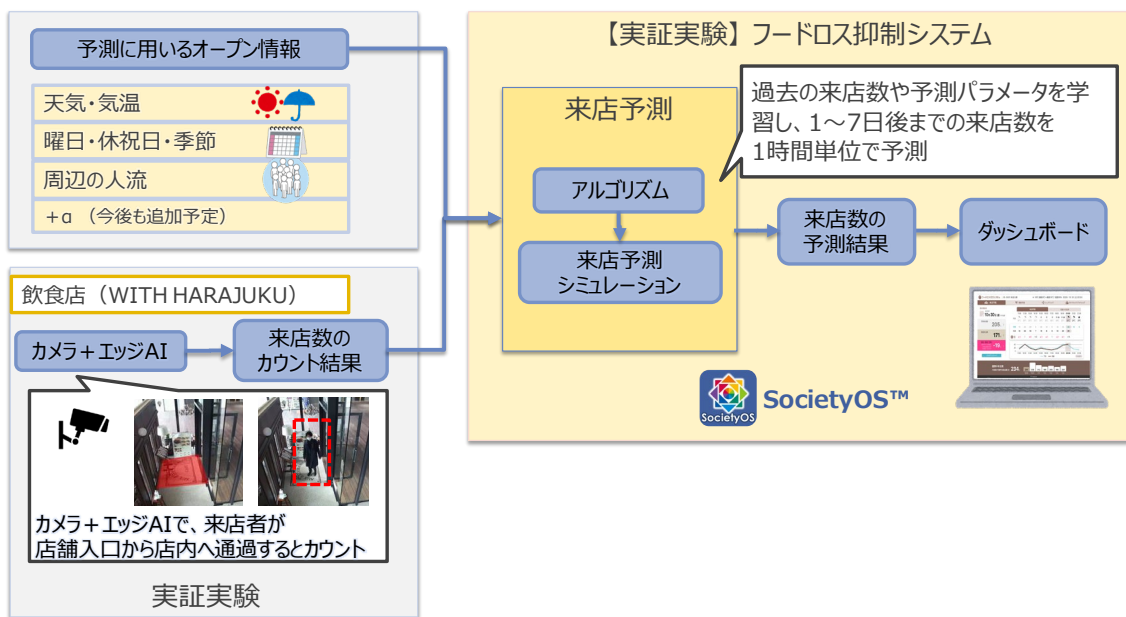 予測に用いるオープン情報
天気・気温
曜日・休祝日・季節
周辺の人流
+α （今後も追加予定）
飲食店（WITH HARAJUKU）
カメラ＋エッジAI
来店数の
カウント結果
カメラ＋エッジAIで、来店者が
店舗入口から店内へ通過するとカウント
実証実験
【実証実験】フードロス抑制システム
来店予測
過去の来店数や予測パラメータを学
習し、1～7日後までの来店数を
1時間単位で予測
アルゴリズム
来店予測
シミュレーション
来店数の
予測結果
ダッシュボード
SocietyOS
SocietyOS™